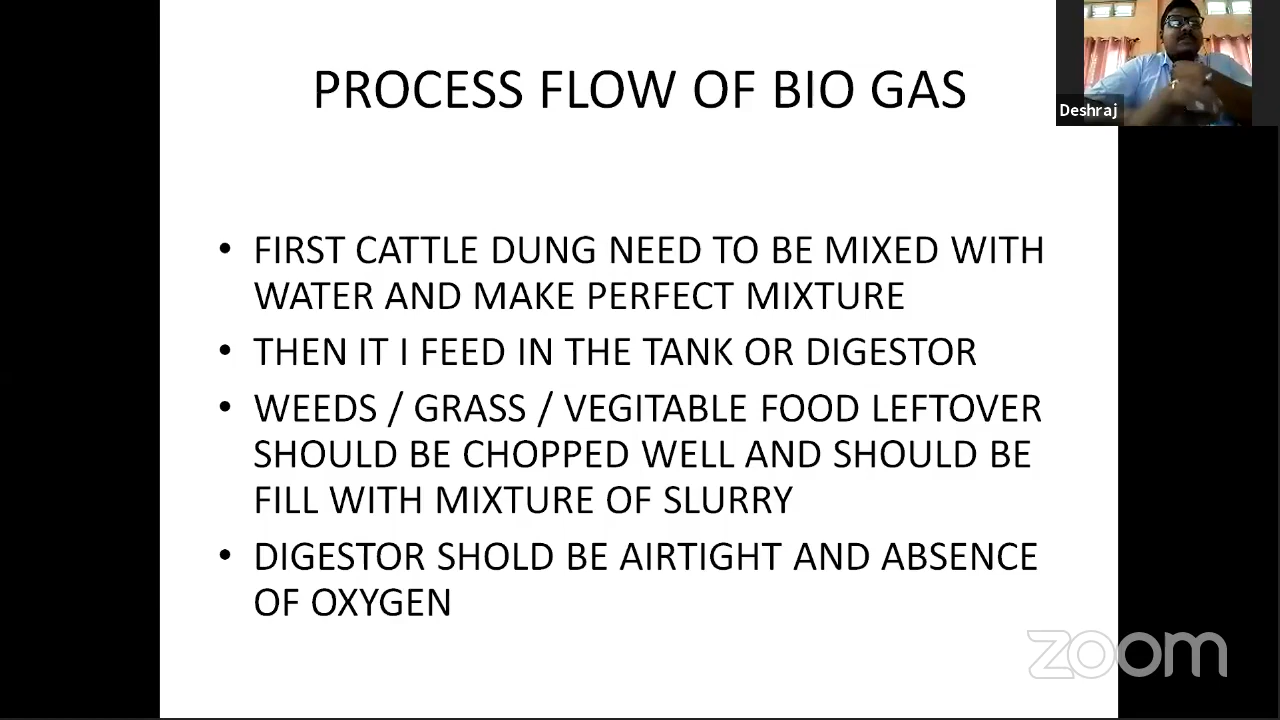 PROCESS FLOW OF BIO GAS
Deshraj
• FIRST CATTLE DUNG NEED TO BE MIXED WITH
WATER AND MAKE PERFECT MIXTURE
• THEN IT I FEED IN THE TANK OR DIGESTOR
• WEEDS / GRASS / VEGITABLE FOOD LEFTOVER
SHOULD BE CHOPPED WELL AND SHOULD BE
FILL WITH MIXTURE OF SLURRY
• DIGESTOR SHOLD BE AIRTIGHT AND ABSENCE
OF OXYGEN
zoom